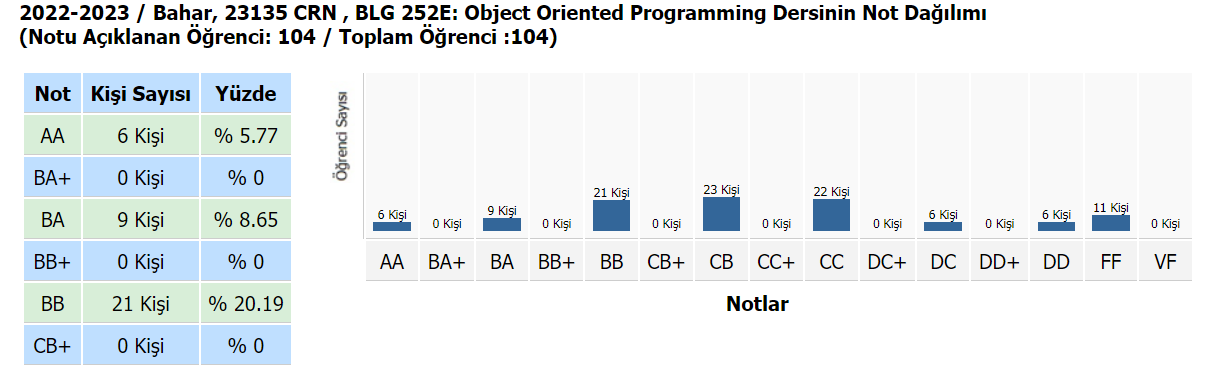 2022-2023 / Bahar, 23135 CRN , BLG 252E: Object Oriented Programming Dersinin Not Dağılımı
(Notu Açıklanan Öğrenci: 104 / Toplam Öğrenci :104)
Not Kişi Sayısı Yüzde
AA 6 Kişi % 5.77
BA+ 0 Kişi % 0
BA 9 Kişi % 8.65
BB+ 0 Kişi % 0
BB 21 Kişi % 20.19
CB+ 0 Kişi % 0
Öğrenci Sayısı
6 Kişi 0 Kişi 9 Kişi 0 Kişi 21 Kişi 0 Kişi 23 Kişi 0 Kişi 22 Kişi 0 Kişi 6 Kişi 0 Kişi 6 Kişi 11 Kişi 0 Kişi
AA BA+ BA BB+ BB CB+ CB CC+ CC DC+ DC DD+ DD FF VF
Notlar